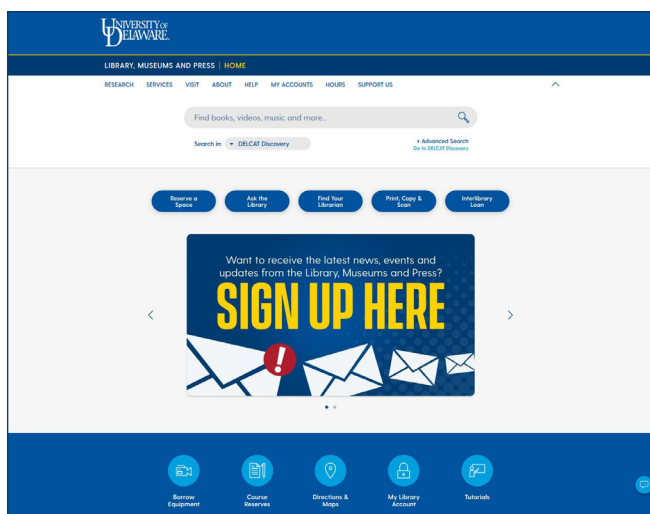 UNIVERSITY OF
DELAWARE.
LIBRARY, MUSEUMS AND PRESS | HOME
RESEARCH SERVICES VISIT ABOUT HELP MY ACCOUNTS HOURS SUPPORT US
Find books, videos, music and more...
Search in: DELCAT Discovery
Advanced Search
Go to DELCAT Discovery
Reserve a
Space
Ask the
Library
Find Your
Librarian
Print, Copy &
Scan
Interlibrary
Loan
Want to receive the latest news, events and
updates from the Library, Museums and Press?
SIGN UP HERE
Borrow
Equipment
Course
Reserves
Directions &
Maps
My Library
Account
Tutorials